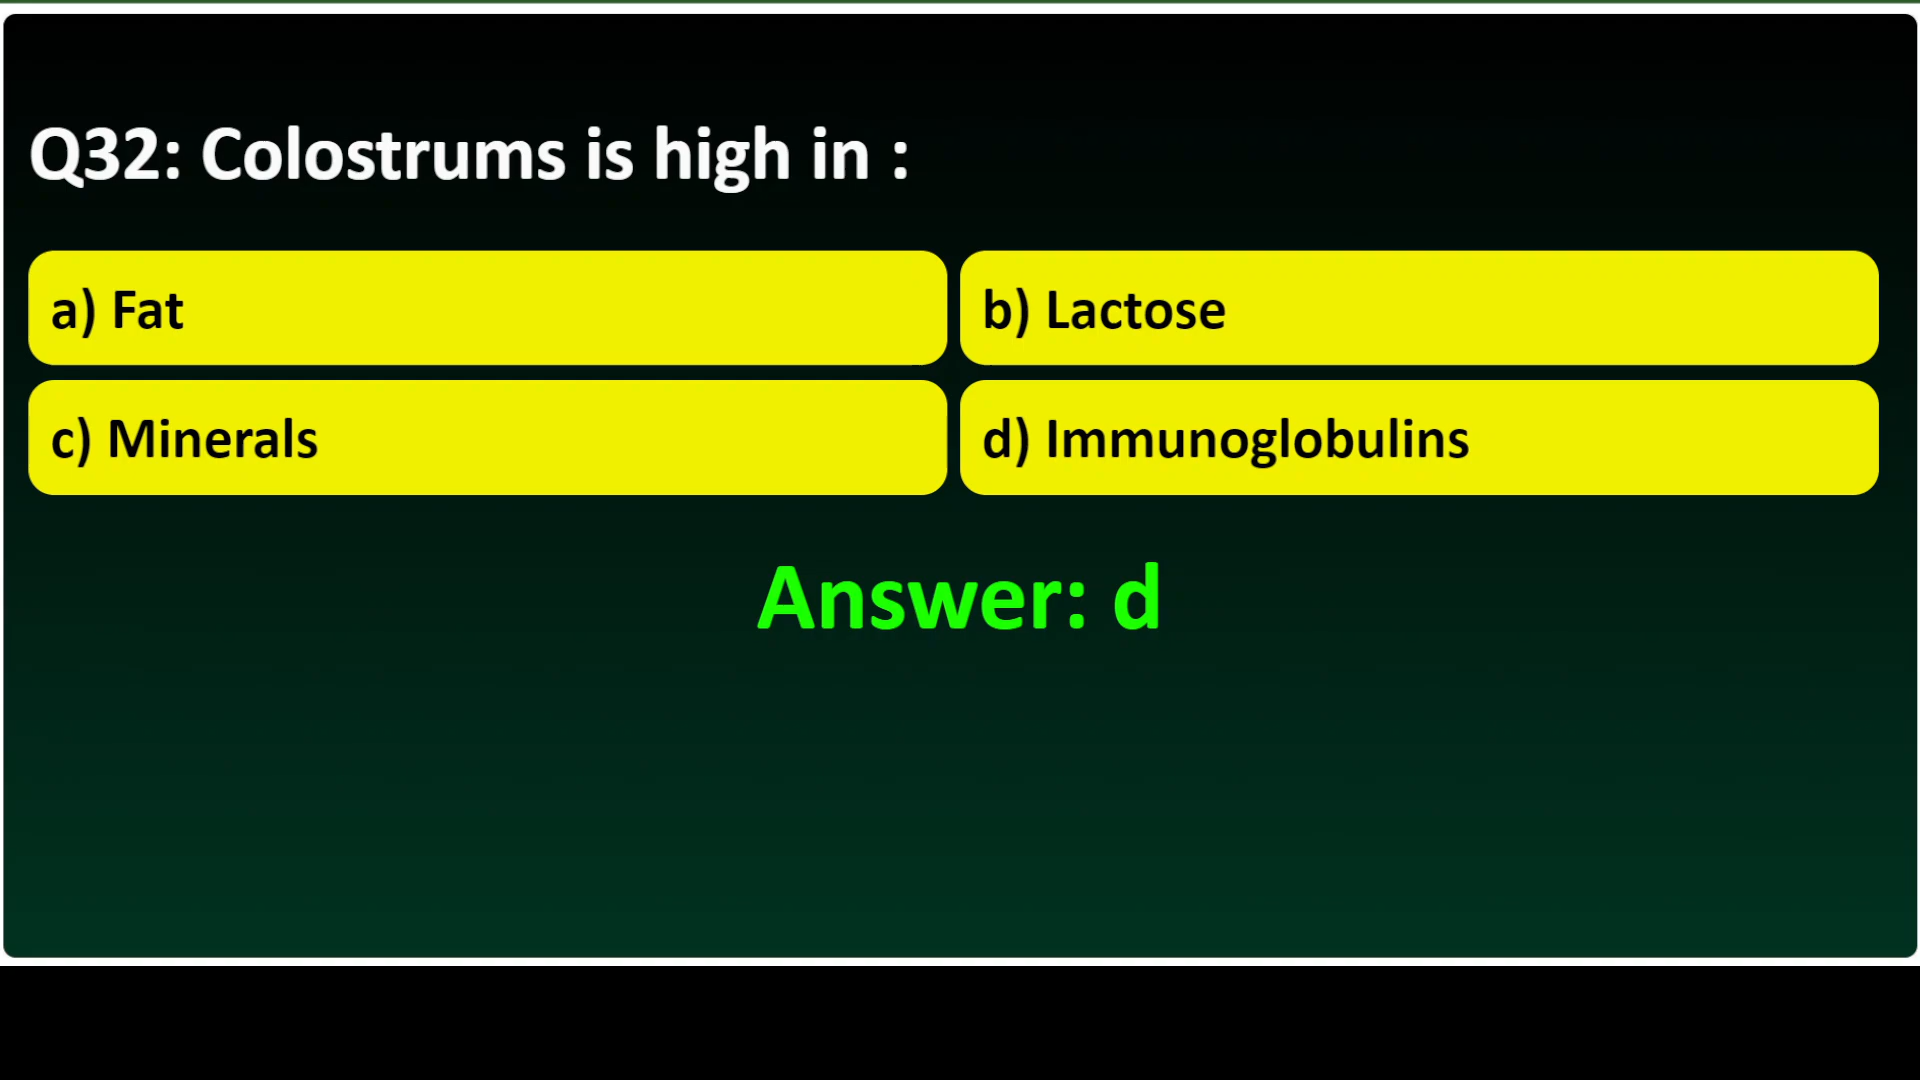 Q32: Colostrums is high in :
a) Fat
b) Lactose
c) Minerals
d) Immunoglobulins
Answer: d